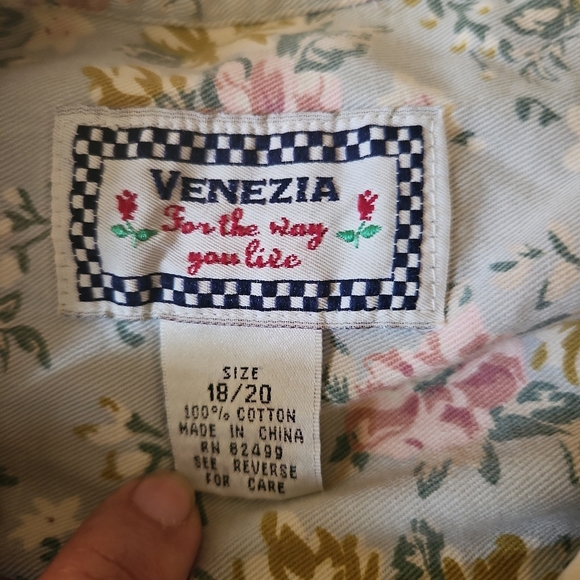 VENEZIA
For the way
you live
SIZE
18/20
100% COTTON
MADE IN CHINA
RN 82499
SEE REVERSE
FOR CARE